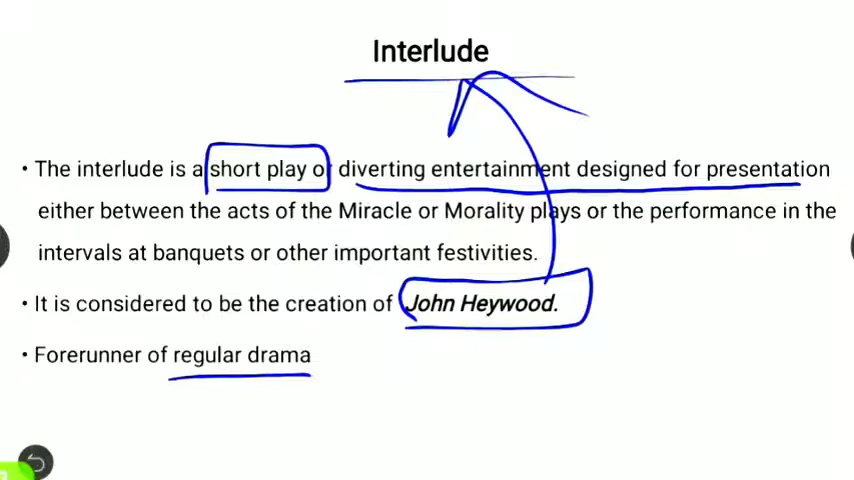 Interlude
• The interlude is a short play or diverting entertainment designed for presentation
either between the acts of the Miracle or Morality plays or the performance in the
intervals at banquets or other important festivities.
• It is considered to be the creation of John Heywood.
• Forerunner of regular drama